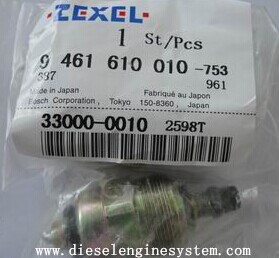 ZEXEL®
1 St/Pcs
9 461 610 010 -753
337 961
Made in Japan Fabriqué au Japon
Bosch Corporation, Tokyo 150-8360, Japan
33000-0010 2598T
www.dieselenginesystem.com